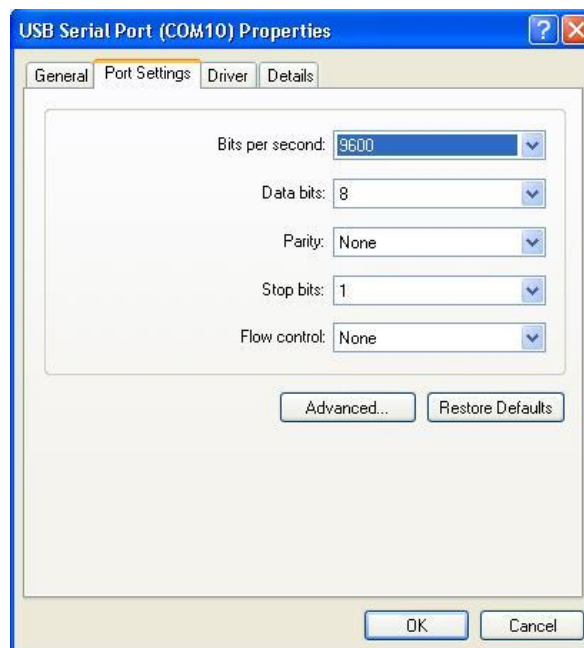 USB Serial Port (COM10) Properties
General Port Settings Driver Details
Bits per second: 9600
Data bits: 8
Parity: None
Stop bits: 1
Flow control: None
Advanced... Restore Defaults
OK Cancel